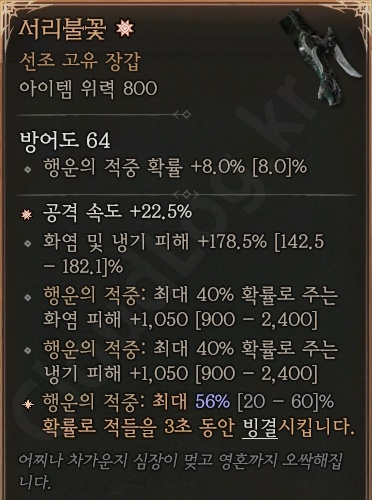 서리불꽃
선조 고유 장갑
아이템 위력 800
방어도 64
행운의 적중 확률 +8.0% [8.0]%
공격 속도 +22.5%
화염 및 냉기 피해 +178.5% [142.5
– 182.1]%
행운의 적중: 최대 40% 확률로 주는
화염 피해 +1,050 [900 – 2,400]
행운의 적중: 최대 40% 확률로 주는
냉기 피해 +1,050 [900 – 2,400]
행운의 적중: 최대 56% [20 – 60]%
확률로 적들을 3초 동안 빙결시킵니다.
어찌나 차가운지 심장이 멎고 영혼까지 오싹해집
니다.